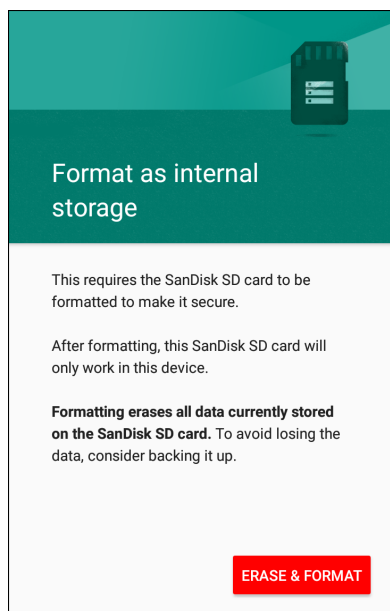 Format as internal
storage
This requires the SanDisk SD card to be
formatted to make it secure.
After formatting, this SanDisk SD card will
only work in this device.
Formatting erases all data currently stored
on the SanDisk SD card. To avoid losing the
data, consider backing it up.
ERASE & FORMAT